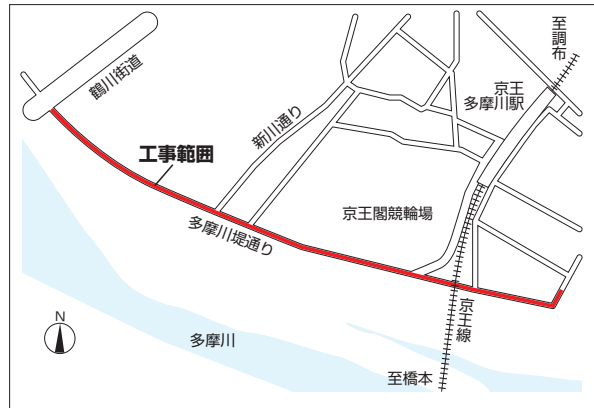 至調布
鶴川街道
京王
多摩川駅
新川通り
工事範囲
京王閣競輪場
多摩川堤通り
京王線
N
多摩川
至橋本